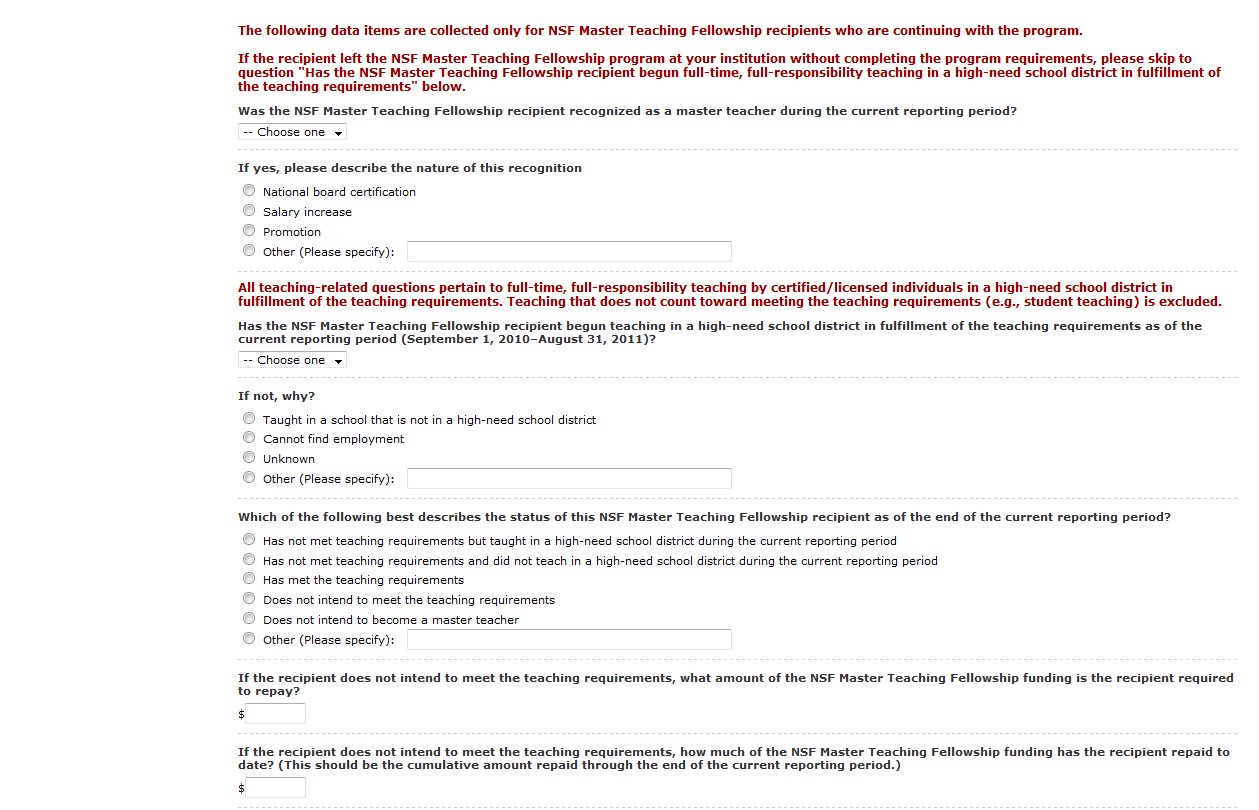 The following data items are collected only for NSF Master Teaching Fellowship recipients who are continuing with the program.
If the recipient left the NSF Master Teaching Fellowship program at your institution without completing the program requirements, please skip to
question "Has the NSF Master Teaching Fellowship recipient begun full-time, full-responsibility teaching in a high-need school district in fulfillment of
the teaching requirements" below.
Was the NSF Master Teaching Fellowship recipient recognized as a master teacher during the current reporting period?
-- Choose one
If yes, please describe the nature of this recognition
National board certification
Salary increase
Promotion
Other (Please specify):
All teaching-related questions pertain to full-time, full-responsibility teaching by certified/licensed individuals in a high-need school district in
fulfillment of the teaching requirements. Teaching that does not count toward meeting the teaching requirements (e.g., student teaching) is excluded.
Has the NSF Master Teaching Fellowship recipient begun teaching in a high-need school district in fulfillment of the teaching requirements as of the
current reporting period (September 1, 2010–August 31, 2011)?
-- Choose one
If not, why?
Taught in a school that is not in a high-need school district
Cannot find employment
Unknown
Other (Please specify):
Which of the following best describes the status of this NSF Master Teaching Fellowship recipient as of the end of the current reporting period?
Has not met teaching requirements but taught in a high-need school district during the current reporting period
Has not met teaching requirements and did not teach in a high-need school district during the current reporting period
Has met the teaching requirements
Does not intend to meet the teaching requirements
Does not intend to become a master teacher
Other (Please specify):
If the recipient does not intend to meet the teaching requirements, what amount of the NSF Master Teaching Fellowship funding is the recipient required
to repay?
$
If the recipient does not intend to meet the teaching requirements, how much of the NSF Master Teaching Fellowship funding has the recipient repaid to
date? (This should be the cumulative amount repaid through the end of the current reporting period.)
$